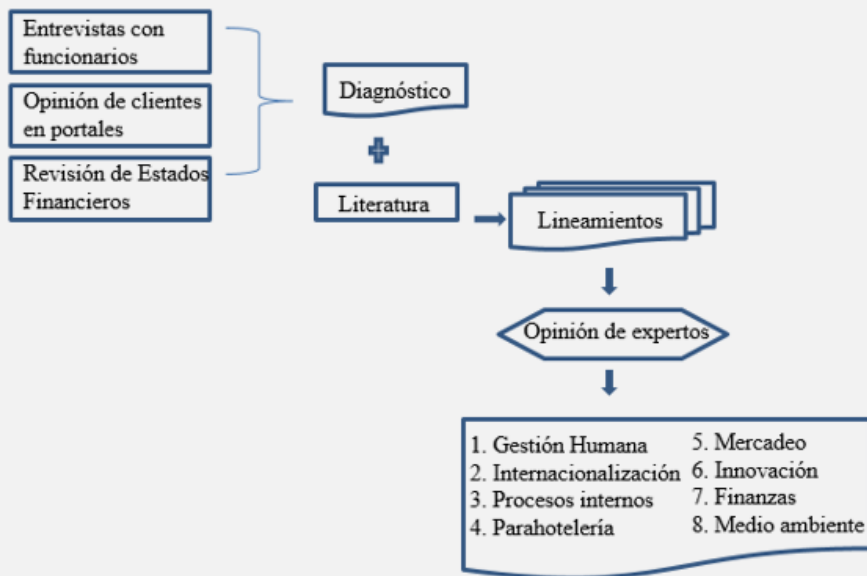 Entrevistas con
funcionarios
Opinión de clientes
en portales
Revisión de Estados
Financieros
Diagnóstico
Literatura
Lineamientos
Opinión de expertos
1. Gestión Humana
2. Internacionalización
3. Procesos internos
4. Parahotelería
5. Mercadeo
6. Innovación
7. Finanzas
8. Medio ambiente